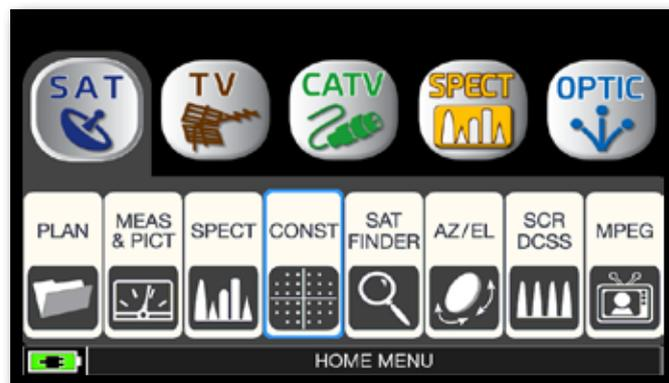 SAT
TV
CATV
SPECT
OPTIC
PLAN
MEAS
& PICT
SPECT
CONST
SAT
FINDER
AZ/EL
SCR
DCSS
MPEG
HOME MENU